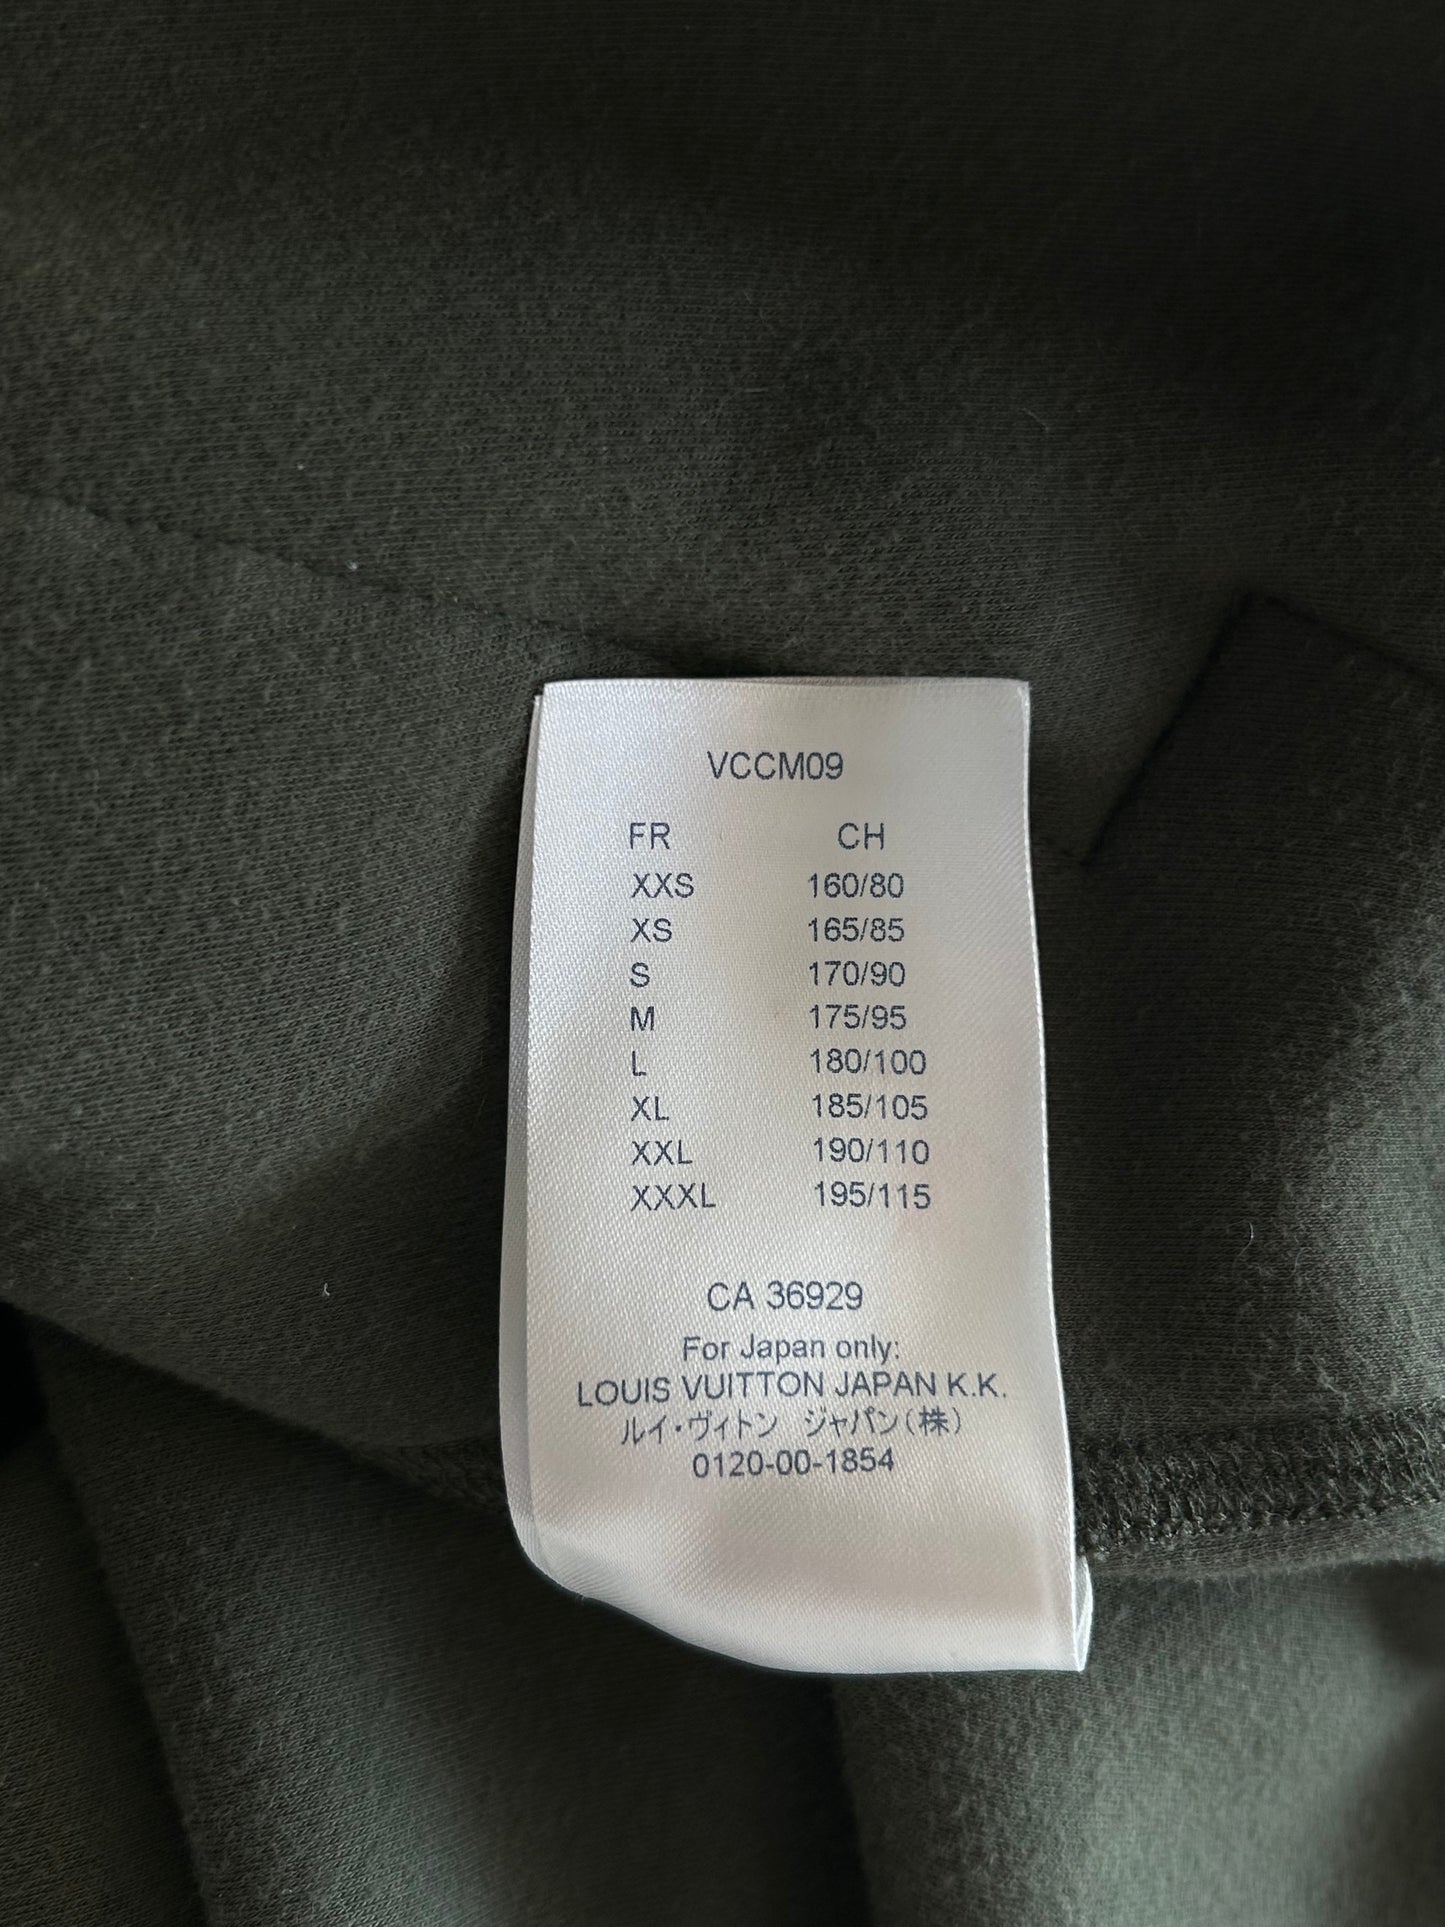 VCCM09
FR CH
XXS 160/80
XS 165/85
S 170/90
M 175/95
L 180/100
XL 185/105
XXL 190/110
XXXL 195/115
CA 36929
For Japan only:
LOUIS VUITTON JAPAN K.K.
ルイ・ヴィトン ジャパン(株)
0120-00-1854